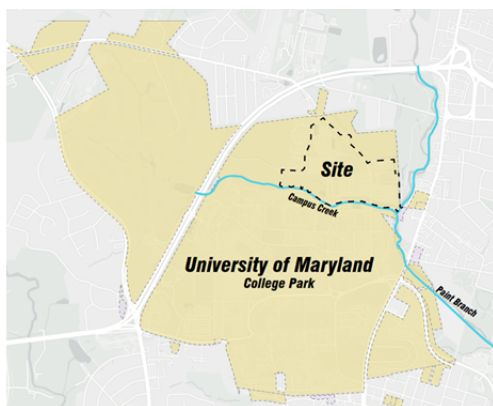 Site
Campus Creek
University of Maryland
College Park
Paint Branch